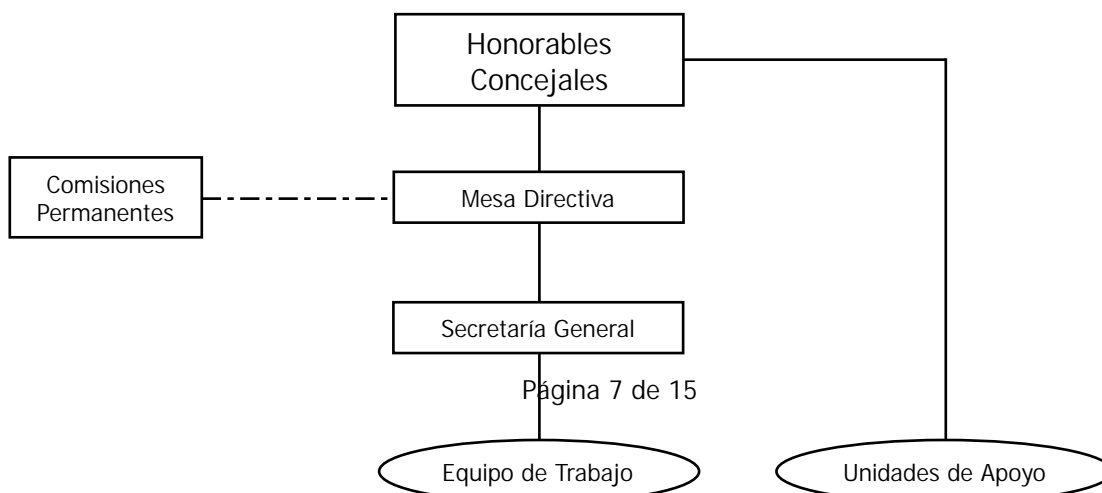 Honorables
Concejales
Comisiones
Permanentes
Mesa Directiva
Secretaría General
Página 7 de 15
Equipo de Trabajo
Unidades de Apoyo